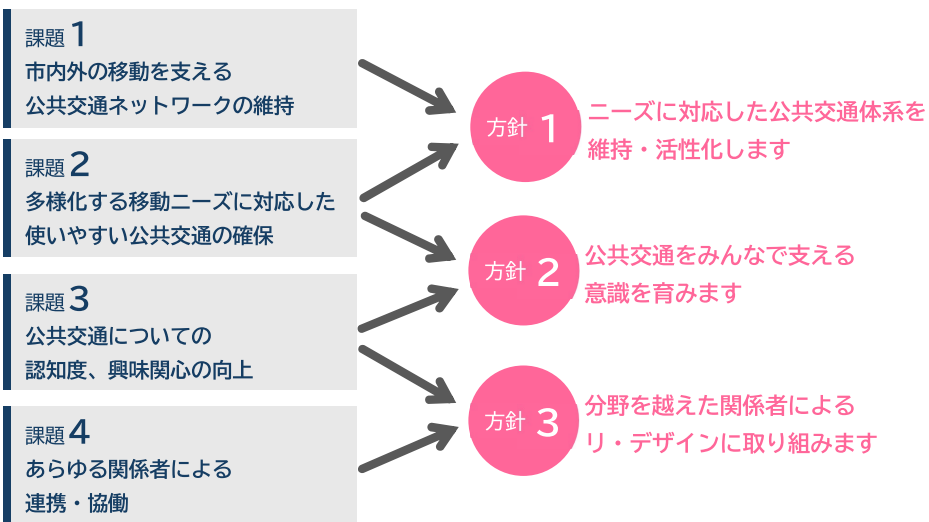 課題1
市内外の移動を支える
公共交通ネットワークの維持
課題2
多様化する移動ニーズに対応した
使いやすい公共交通の確保
課題3
公共交通についての
認知度、興味関心の向上
課題4
あらゆる関係者による
連携・協働
方針 1
ニーズに対応した公共交通体系を
維持・活性化します
方針 2
公共交通をみんなで支える
意識を育みます
方針 3
分野を越えた関係者による
リ・デザインに取り組みます